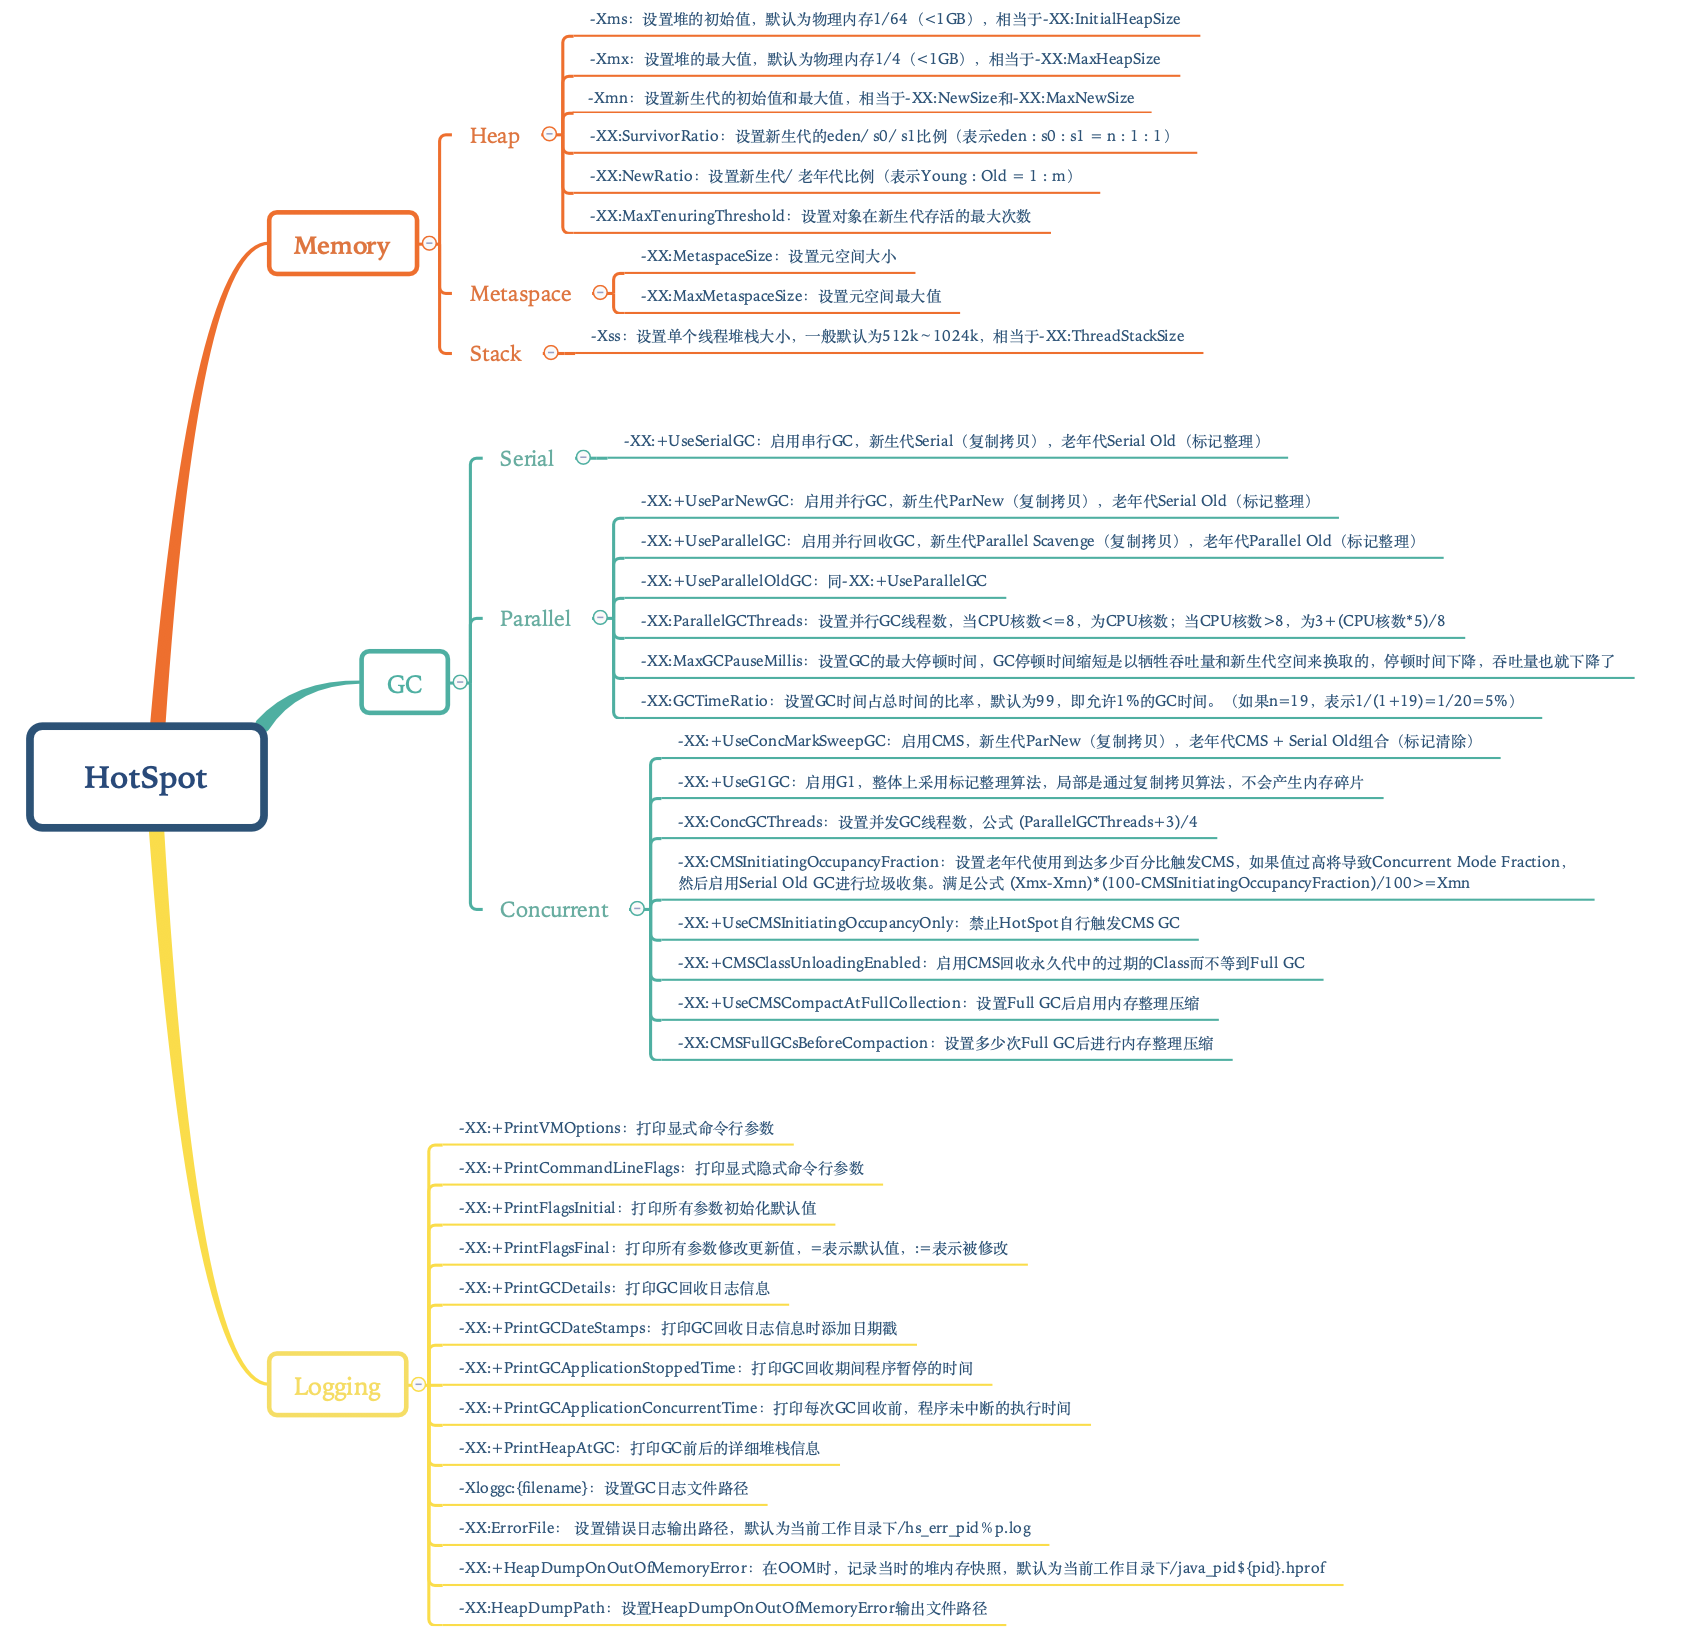 HotSpot
Memory
Heap
-Xms：设置堆的初始值，默认为物理内存1/64（<1GB），相当于-XX:InitialHeapSize
-Xmx：设置堆的最大值，默认为物理内存1/4（<1GB），相当于-XX:MaxHeapSize
-Xmn：设置新生代的初始值和最大值，相当于-XX:NewSize和-XX:MaxNewSize
-XX:SurvivorRatio：设置新生代的eden/ s0/ s1比例（表示eden : s0 : s1 = n : 1 : 1）
-XX:NewRatio：设置新生代/ 老年代比例（表示Young : Old = 1 : m）
-XX:MaxTenuringThreshold：设置对象在新生代存活的最大次数
Metaspace
-XX:MetaspaceSize：设置元空间大小
-XX:MaxMetaspaceSize：设置元空间最大值
Stack
-Xss：设置单个线程堆栈大小，一般默认为512k~1024k，相当于-XX:ThreadStackSize
GC
Serial
-XX:+UseSerialGC：启用串行GC，新生代Serial（复制拷贝），老年代Serial Old（标记整理）
Parallel
-XX:+UseParNewGC：启用并行GC，新生代ParNew（复制拷贝），老年代Serial Old（标记整理）
-XX:+UseParallelGC：启用并行回收GC，新生代Parallel Scavenge（复制拷贝），老年代Parallel Old（标记整理）
-XX:+UseParallelOldGC：同-XX:+UseParallelGC
-XX:ParallelGCThreads：设置并行GC线程数，当CPU核数<=8，为CPU核数；当CPU核数>8，为3+(CPU核数*5)/8
-XX:MaxGCPauseMillis：设置GC的最大停顿时间，GC停顿时间缩短是以牺牲吞吐量和新生代空间来换取的，停顿时间下降，吞吐量也就下降了
-XX:GCTimeRatio：设置GC时间占总时间的比率，默认为99，即允许1%的GC时间。（如果n=19，表示1/(1+19)=1/20=5%）
Concurrent
-XX:+UseConcMarkSweepGC：启用CMS，新生代ParNew（复制拷贝），老年代CMS + Serial Old组合（标记清除）
-XX:+UseG1GC：启用G1，整体上采用标记整理算法，局部是通过复制拷贝算法，不会产生内存碎片
-XX:ConcGCThreads：设置并发GC线程数，公式 (ParallelGCThreads+3)/4
-XX:CMSInitiatingOccupancyFraction：设置老年代使用到达多少百分比触发CMS，如果值过高将导致Concurrent Mode Fraction，
然后启用Serial Old GC进行垃圾收集。满足公式 (Xmx-Xmn)*(100-CMSInitiatingOccupancyFraction)/100>=Xmn
-XX:+UseCMSInitiatingOccupancyOnly：禁止HotSpot自行触发CMS GC
-XX:+CMSClassUnloadingEnabled：启用CMS回收永久代中的过期的Class而不等到Full GC
-XX:+UseCMSCompactAtFullCollection：设置Full GC后启用内存整理压缩
-XX:CMSFullGCsBeforeCompaction：设置多少次Full GC后进行内存整理压缩
Logging
-XX:+PrintVMOptions：打印显式命令行参数
-XX:+PrintCommandLineFlags：打印显式隐式命令行参数
-XX:+PrintFlagsInitial：打印所有参数初始化默认值
-XX:+PrintFlagsFinal：打印所有参数修改更新值，=表示默认值，:=表示被修改
-XX:+PrintGCDetails：打印GC回收日志信息
-XX:+PrintGCDateStamps：打印GC回收日志信息时添加日期戳
-XX:+PrintGCApplicationStoppedTime：打印GC回收期间程序暂停的时间
-XX:+PrintGCApplicationConcurrentTime：打印每次GC回收前，程序未中断的执行时间
-XX:+PrintHeapAtGC：打印GC前后的详细堆栈信息
-Xloggc:{filename}：设置GC日志文件路径
-XX:ErrorFile： 设置错误日志输出路径，默认为当前工作目录下/hs_err_pid%p.log
-XX:+HeapDumpOnOutOfMemoryError：在OOM时，记录当时的堆内存快照，默认为当前工作目录下/java_pid${pid}.hprof
-XX:HeapDumpPath：设置HeapDumpOnOutOfMemoryError输出文件路径